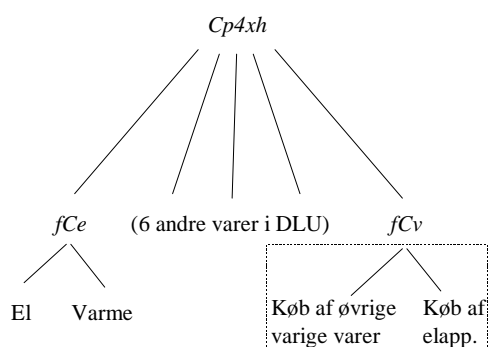 Cp4xh
fCe (6 andre varer i DLU) fCv
El Varme Køb af øvrige Køb af
varige varer elapp.